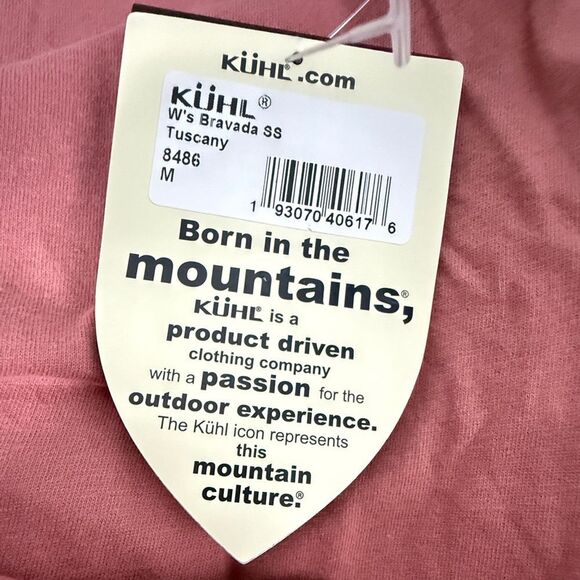 KÜHL®.com
KÜHL®
W's Bravada SS
Tuscany
8486
M
1 93070 40617 6
Born in the
mountains,®
KÜHL® is a
product driven
clothing company
with a passion for the
outdoor experience.
The Kühl icon represents
this
mountain
culture.®